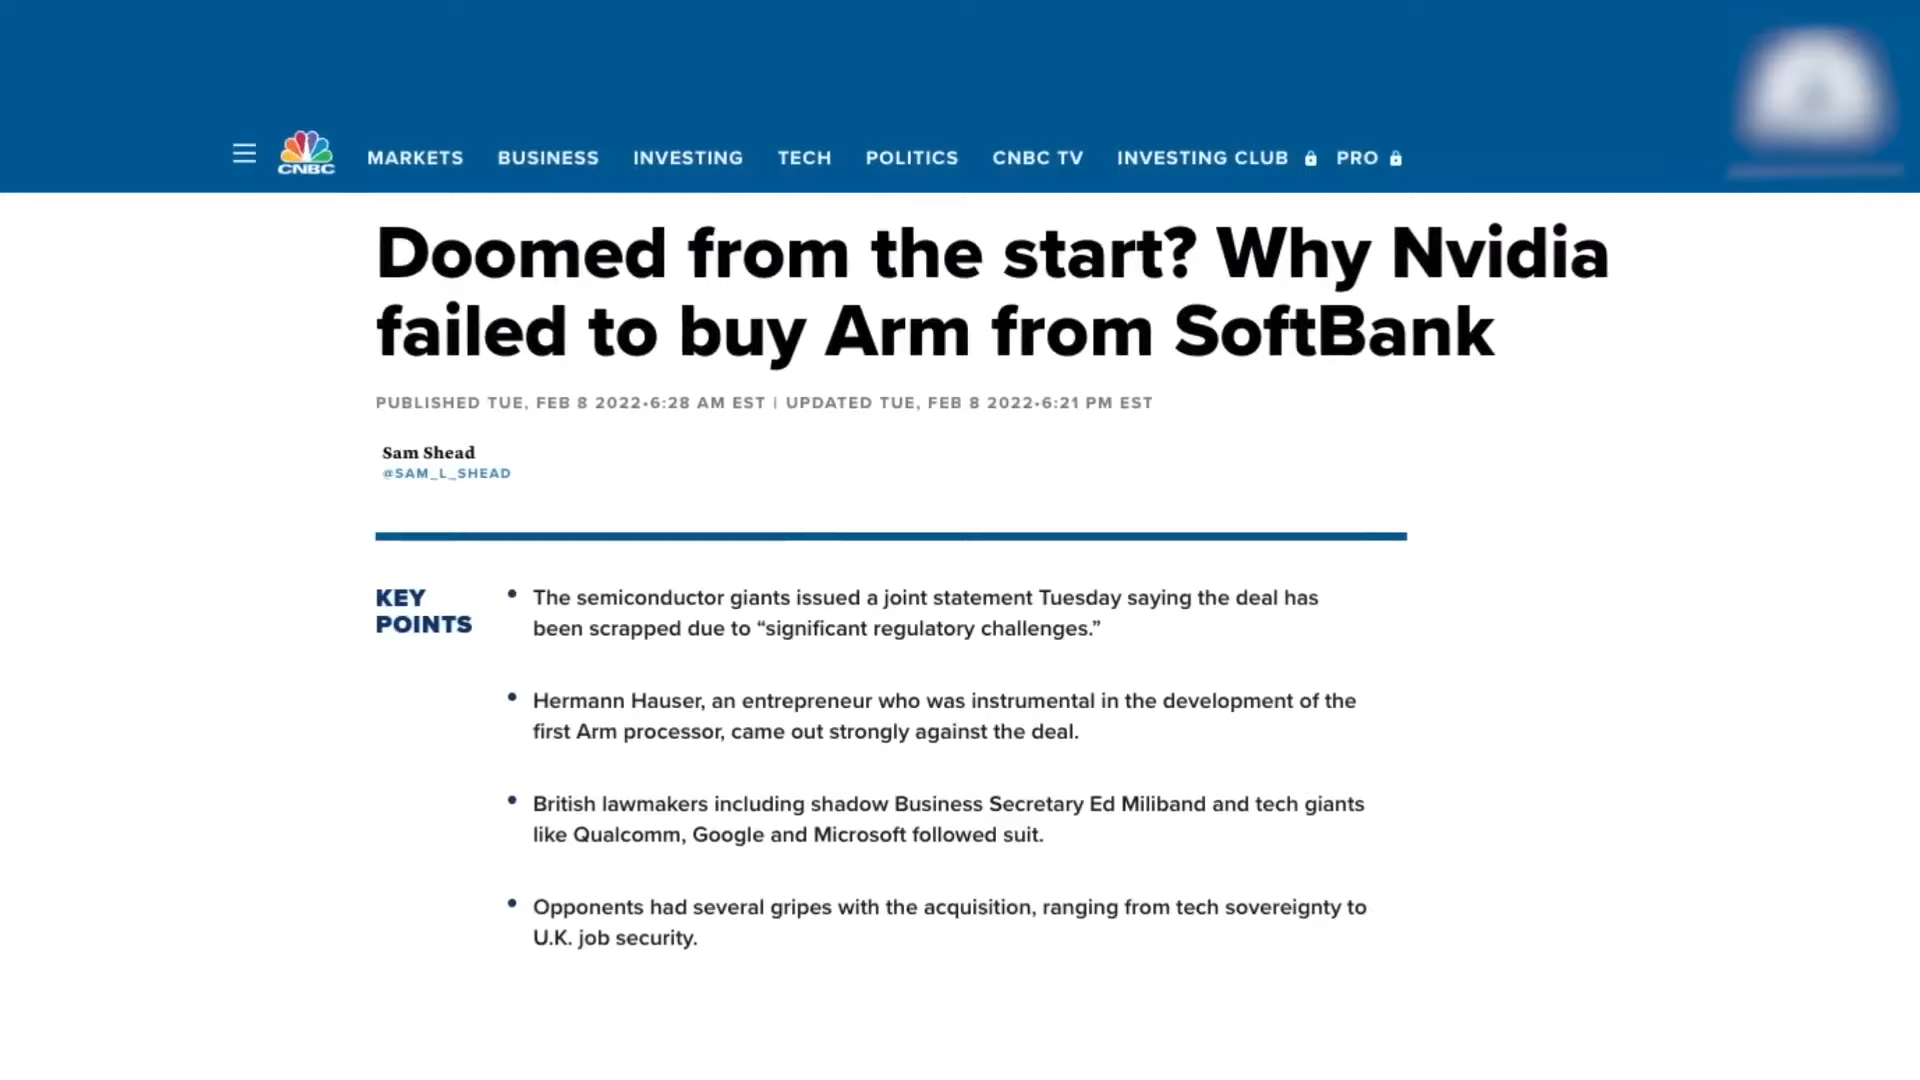 MARKETS BUSINESS INVESTING TECH POLITICS CNBC TV INVESTING CLUB PRO
CNBC
Doomed from the start? Why Nvidia
failed to buy Arm from SoftBank
PUBLISHED TUE, FEB 8 2022•6:28 AM EST | UPDATED TUE, FEB 8 2022•6:21 PM EST
Sam Shead
@SAM_L_SHEAD
KEY
POINTS
• The semiconductor giants issued a joint statement Tuesday saying the deal has
been scrapped due to “significant regulatory challenges.”
• Hermann Hauser, an entrepreneur who was instrumental in the development of the
first Arm processor, came out strongly against the deal.
• British lawmakers including shadow Business Secretary Ed Miliband and tech giants
like Qualcomm, Google and Microsoft followed suit.
• Opponents had several gripes with the acquisition, ranging from tech sovereignty to
U.K. job security.